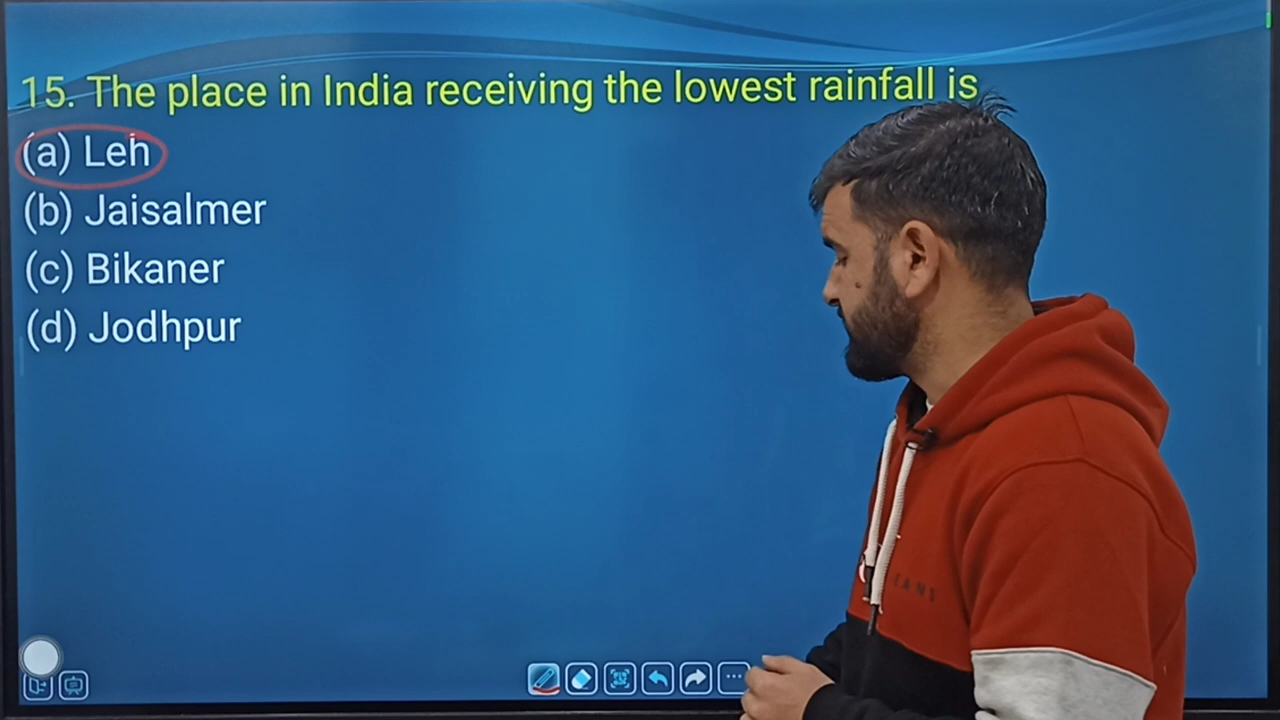 15. The place in India receiving the lowest rainfall is
(a) Leh
(b) Jaisalmer
(c) Bikaner
(d) Jodhpur